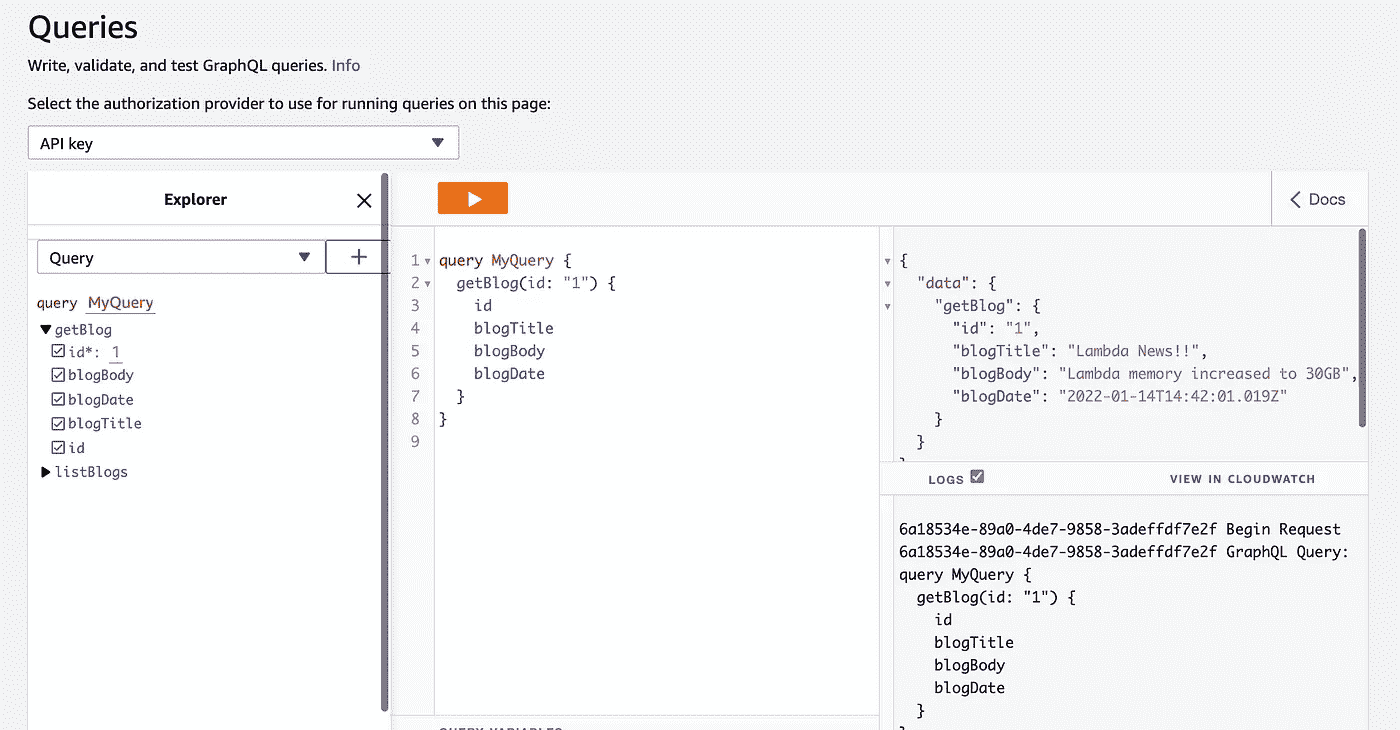 Queries
Write, validate, and test GraphQL queries. Info
Select the authorization provider to use for running queries on this page:
API key
Explorer
Query
query MyQuery
getBlog
id*: 1
blogBody
blogDate
blogTitle
id
listBlogs
1 query MyQuery {
2 getBlog(id: "1") {
3 id
4 blogTitle
5 blogBody
6 blogDate
7 }
8 }
9
QUERY VARIABLES
Docs
{
"data": {
"getBlog": {
"id": "1",
"blogTitle": "Lambda News!!",
"blogBody": "Lambda memory increased to 30GB",
"blogDate": "2022-01-14T14:42:01.019Z"
}
}
}
LOGS
VIEW IN CLOUDWATCH
6a18534e-89a0-4de7-9858-3adeffdf7e2f Begin Request
6a18534e-89a0-4de7-9858-3adeffdf7e2f GraphQL Query:
query MyQuery {
getBlog(id: "1") {
id
blogTitle
blogBody
blogDate
}
}